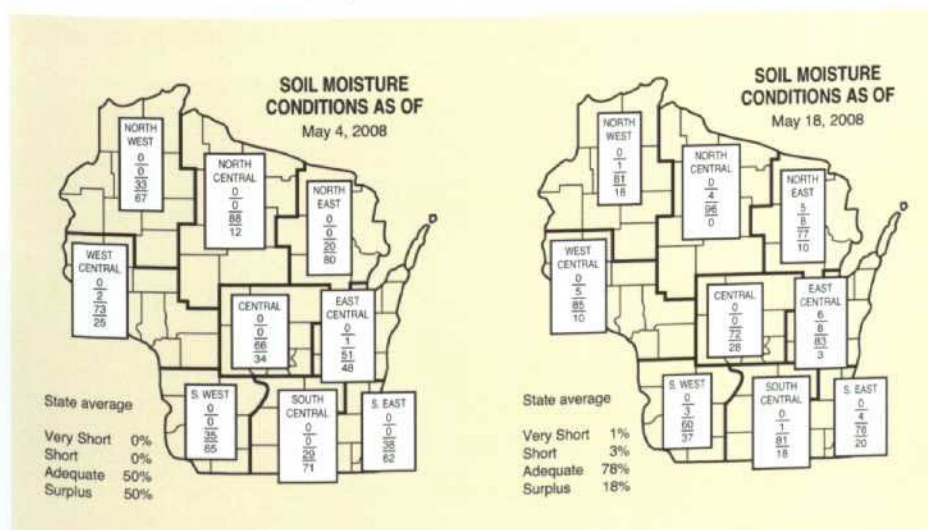 SOIL MOISTURE
CONDITIONS AS OF
May 4, 2008
NORTH
WEST
0
0
33
67
NORTH
CENTRAL
0
0
88
12
NORTH
EAST
0
0
20
80
WEST
CENTRAL
0
2
73
25
CENTRAL
0
0
66
34
EAST
CENTRAL
0
1
51
48
S. WEST
0
0
35
65
SOUTH
CENTRAL
0
0
29
71
S. EAST
0
0
38
62
State average
Very Short 0%
Short 0%
Adequate 50%
Surplus 50%
SOIL MOISTURE
CONDITIONS AS OF
May 18, 2008
NORTH
WEST
0
1
81
18
NORTH
CENTRAL
0
4
96
0
NORTH
EAST
5
8
77
10
WEST
CENTRAL
0
5
85
10
CENTRAL
0
0
72
28
EAST
CENTRAL
6
8
83
3
S. WEST
0
3
60
37
SOUTH
CENTRAL
0
1
81
18
S. EAST
0
4
76
20
State average
Very Short 1%
Short 3%
Adequate 78%
Surplus 18%